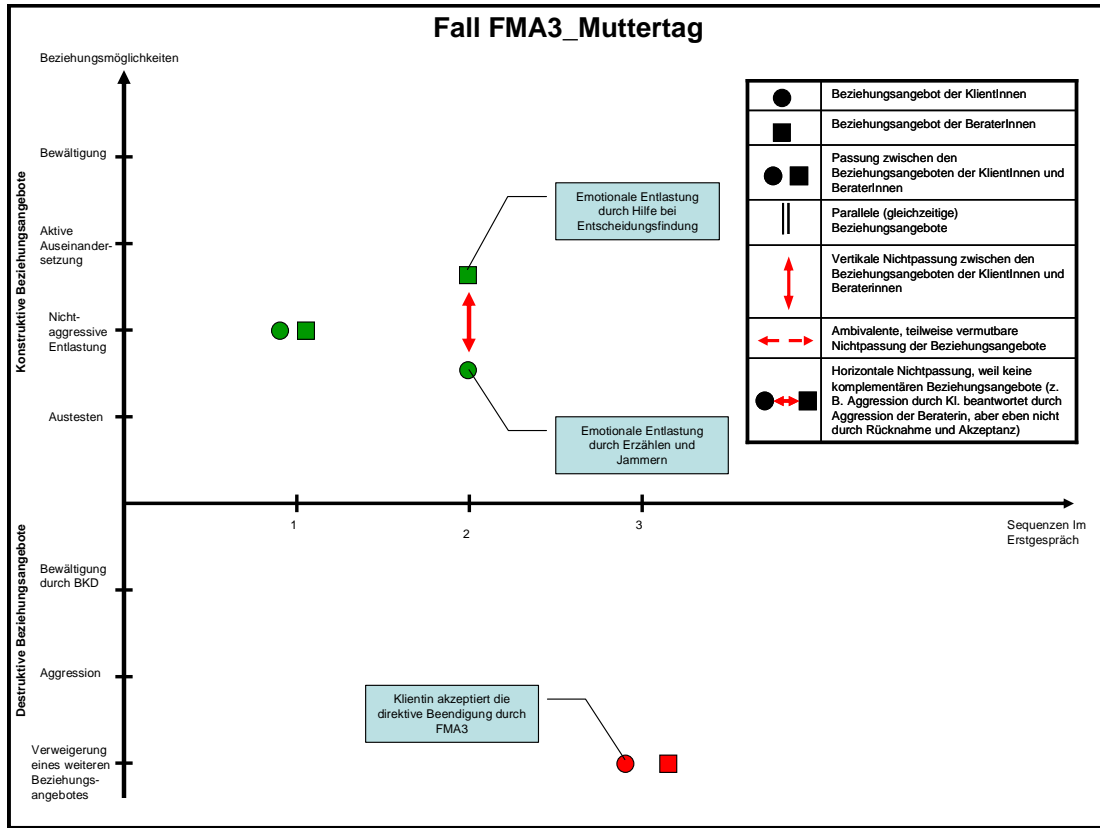 Fall FMA3_Muttertag
Beziehungsmöglichkeiten
Konstruktive Beziehungsangebote
Bewältigung
Aktive
Auseinander-
setzung
Nicht-
aggressive
Entlastung
Austesten
Emotionale Entlastung
durch Hilfe bei
Entscheidungsfindung
Emotionale Entlastung
durch Erzählen und
Jammern
Beziehungsangebot der KlientInnen
Beziehungsangebot der BeraterInnen
Passung zwischen den
Beziehungsangeboten der KlientInnen und
BeraterInnen
Parallele (gleichzeitige)
Beziehungsangebote
Vertikale Nichtpassung zwischen den
Beziehungsangeboten der KlientInnen und
Beraterinnen
Ambivalente, teilweise vermutbare
Nichtpassung der Beziehungsangebote
Horizontale Nichtpassung, weil keine
komplementären Beziehungsangebote (z.
B. Aggression durch Kl. beantwortet durch
Aggression der Beraterin, aber eben nicht
durch Rücknahme und Akzeptanz)
1
2
3
Sequenzen Im
Erstgespräch
Destruktive Beziehungsangebote
Bewältigung
durch BKD
Aggression
Verweigerung
eines weiteren
Beziehungs-
angebotes
Klientin akzeptiert die
direktive Beendigung durch
FMA3